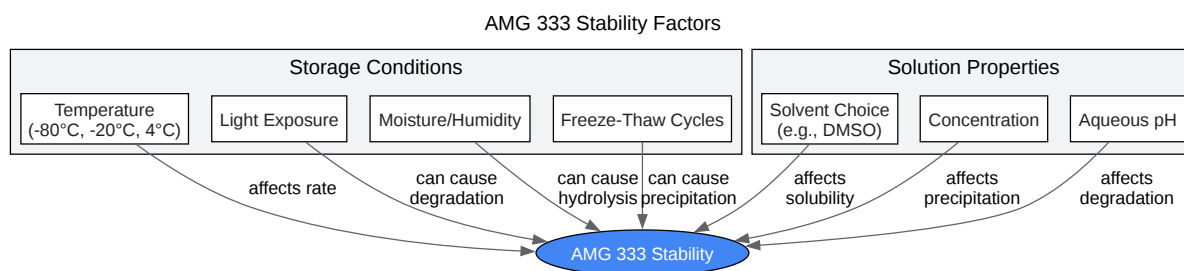 AMG 333 Stability Factors
Storage Conditions
Solution Properties
Temperature
(-80°C, -20°C, 4°C)
Light Exposure
Moisture/Humidity
Freeze-Thaw Cycles
Solvent Choice
(e.g., DMSO)
Concentration
Aqueous pH
affects rate
can cause
degradation
can cause
hydrolysis
can cause
precipitation
affects
solubility
affects
precipitation
affects
degradation
AMG 333 Stability